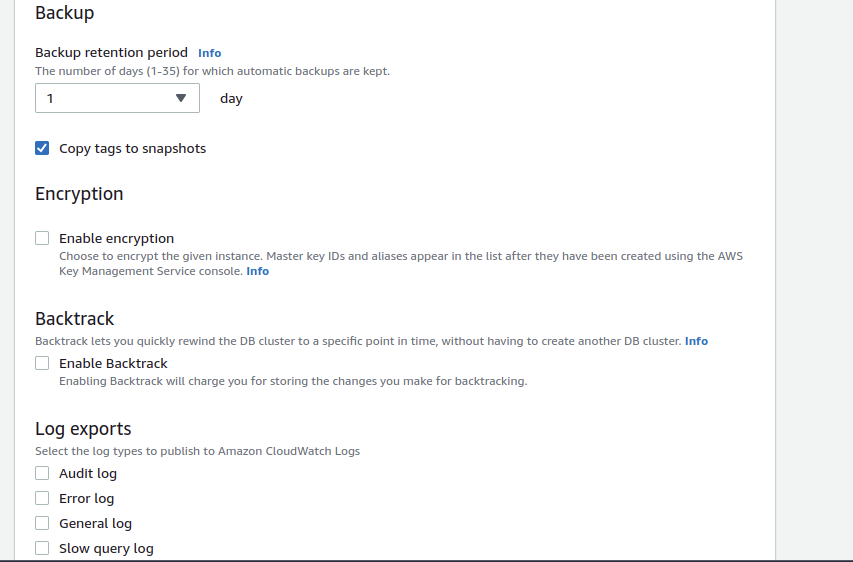 Backup
Backup retention period Info
The number of days (1-35) for which automatic backups are kept.
1 day
Copy tags to snapshots
Encryption
Enable encryption
Choose to encrypt the given instance. Master key IDs and aliases appear in the list after they have been created using the AWS
Key Management Service console. Info
Backtrack
Backtrack lets you quickly rewind the DB cluster to a specific point in time, without having to create another DB cluster. Info
Enable Backtrack
Enabling Backtrack will charge you for storing the changes you make for backtracking.
Log exports
Select the log types to publish to Amazon CloudWatch Logs
Audit log
Error log
General log
Slow query log